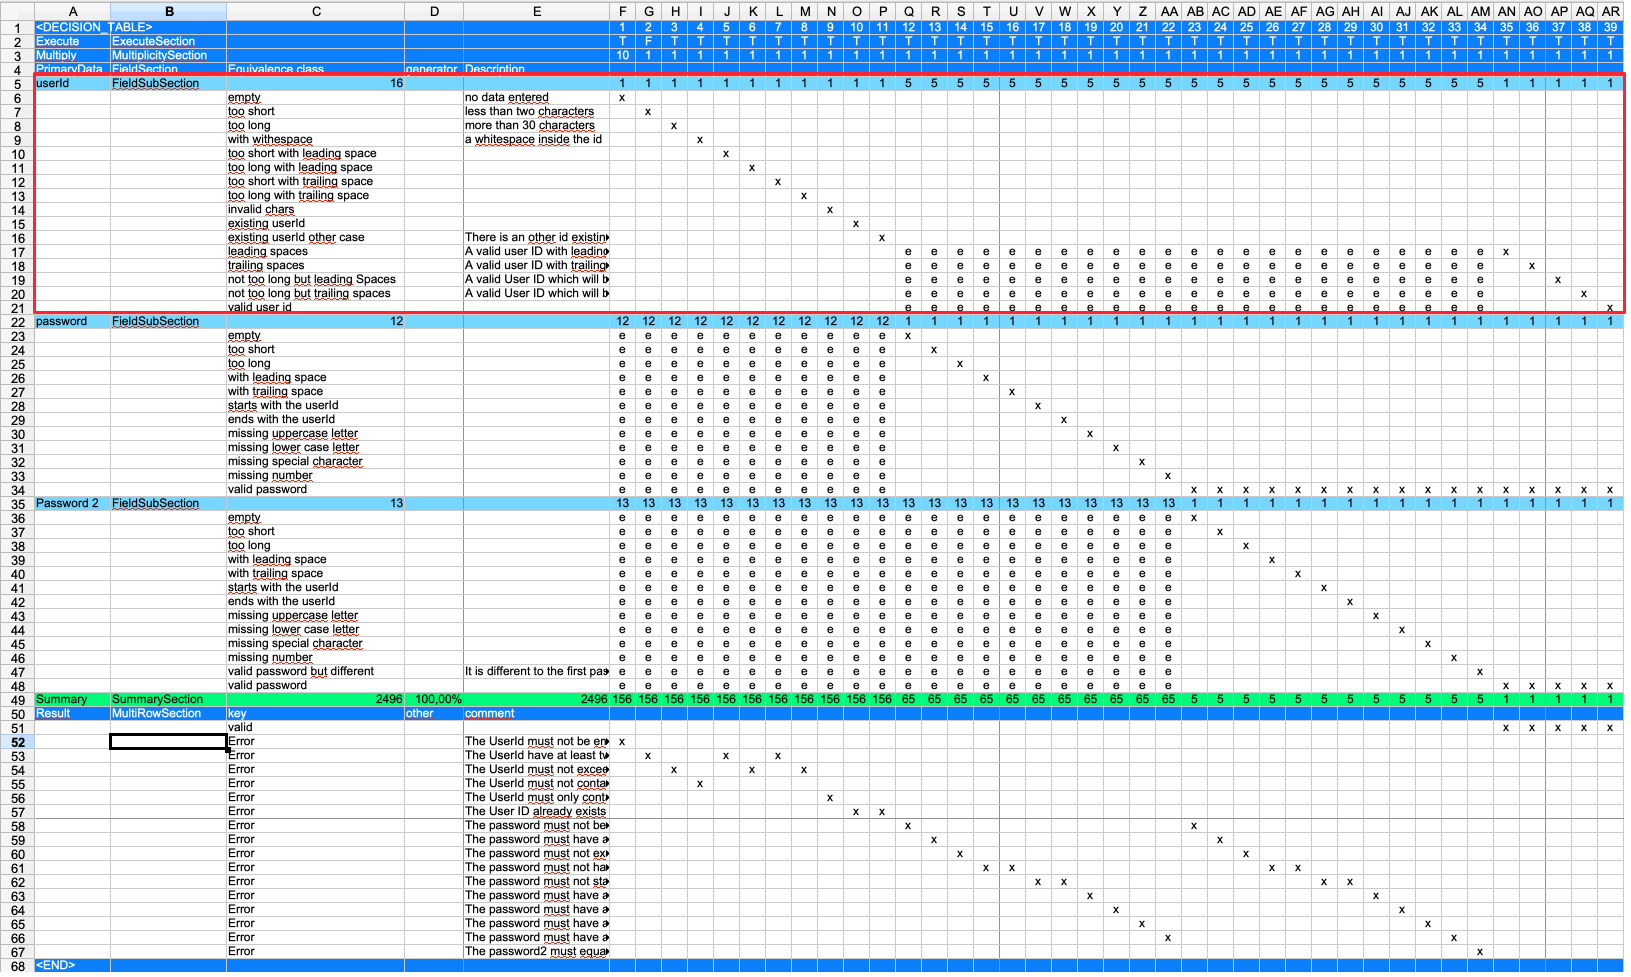 A B C D E F G H I J K L M N O P Q R S T U V W X Y Z AA AB AC AD AE AF AG AH AI AJ AK AL AM AN AO AP AQ AR
1 <DECISION_TABLE> 1 2 3 4 5 6 7 8 9 10 11 12 13 14 15 16 17 18 19 20 21 22 23 24 25 26 27 28 29 30 31 32 33 34 35 36 37 38 39
2 Execute ExecuteSection T F T T T T T T T T T T T T T T T T T T T T T T T T T T T T T T T T T T T T T
3 Multiply MultiplicitySection 10 1 1 1 1 1 1 1 1 1 1 1 1 1 1 1 1 1 1 1 1 1 1 1 1 1 1 1 1 1 1 1 1 1 1 1 1 1 1
4 PrimaryData FieldSection Equivalence class generator Description
5 userId FieldSubSection 16 1 1 1 1 1 1 1 1 1 1 1 5 5 5 5 5 5 5 5 5 5 5 5 5 5 5 5 5 5 5 5 5 5 5 1 1 1 1 1
6 empty no data entered x
7 too short less than two characters x
8 too long more than 30 characters x
9 with withespace a whitespace inside the id x
10 too short with leading space x
11 too long with leading space x
12 too short with trailing space x
13 too long with trailing space x
14 invalid chars x
15 existing userId x
16 existing userId other case There is an other id existin x
17 leading spaces A valid user ID with leading e e e e e e e e e e e e e e e e e e e e e e e x
18 trailing spaces A valid user ID with trailing e e e e e e e e e e e e e e e e e e e e e e e x
19 not too long but leading Spaces A valid User ID which will b e e e e e e e e e e e e e e e e e e e e e e e x
20 not too long but trailing spaces A valid User ID which will b e e e e e e e e e e e e e e e e e e e e e e e x
21 valid user id e e e e e e e e e e e e e e e e e e e e e e e x
22 password FieldSubSection 12 12 12 12 12 12 12 12 12 12 12 12 1 1 1 1 1 1 1 1 1 1 1 1 1 1 1 1 1 1 1 1 1 1 1 1 1 1 1 1
23 empty e e e e e e e e e e e x
24 too short e e e e e e e e e e e x
25 too long e e e e e e e e e e e x
26 with leading space e e e e e e e e e e e x
27 with trailing space e e e e e e e e e e e x
28 starts with the userId e e e e e e e e e e e x
29 ends with the userId e e e e e e e e e e e x
30 missing uppercase letter e e e e e e e e e e e x
31 missing lower case letter e e e e e e e e e e e x
32 missing special character e e e e e e e e e e e x
33 missing number e e e e e e e e e e e x
34 valid password e e e e e e e e e e e x x x x x x x x x x x x x x x x x
35 Password 2 FieldSubSection 13 13 13 13 13 13 13 13 13 13 13 13 13 13 13 13 13 13 13 13 13 13 13 1 1 1 1 1 1 1 1 1 1 1 1 1 1 1 1 1
36 empty e e e e e e e e e e e e e e e e e e e e e e x
37 too short e e e e e e e e e e e e e e e e e e e e e e x
38 too long e e e e e e e e e e e e e e e e e e e e e e x
39 with leading space e e e e e e e e e e e e e e e e e e e e e e x
40 with trailing space e e e e e e e e e e e e e e e e e e e e e e x
41 starts with the userId e e e e e e e e e e e e e e e e e e e e e e x
42 ends with the userId e e e e e e e e e e e e e e e e e e e e e e x
43 missing uppercase letter e e e e e e e e e e e e e e e e e e e e e e x
44 missing lower case letter e e e e e e e e e e e e e e e e e e e e e e x
45 missing special character e e e e e e e e e e e e e e e e e e e e e e x
46 missing number e e e e e e e e e e e e e e e e e e e e e e x
47 valid password but different It is different to the first pas e e e e e e e e e e e e e e e e e e e e e e x
48 valid password e e e e e e e e e e e e e e e e e e e e e e x x x x x
49 Summary SummarySection 2496 100,00% 2496 156 156 156 156 156 156 156 156 156 156 156 65 65 65 65 65 65 65 65 65 65 65 5 5 5 5 5 5 5 5 5 5 5 5 1 1 1 1 1
50 Result MultiRowSection key other comment
51 valid x x x x x
52 Error The UserId must not be en x
53 Error The UserId have at least tw x x x
54 Error The UserId must not excee x x x
55 Error The UserId must not conta x
56 Error The UserId must only cont x
57 Error The User ID already exists x x
58 Error The password must not be x x
59 Error The password must have a x x
60 Error The password must not ex x x
61 Error The password must not ha x x x x
62 Error The password must not sta x x x x
63 Error The password must have a x x
64 Error The password must have a x x
65 Error The password must have a x x
66 Error The password must have a x x
67 Error The password2 must equa x
68 <END>